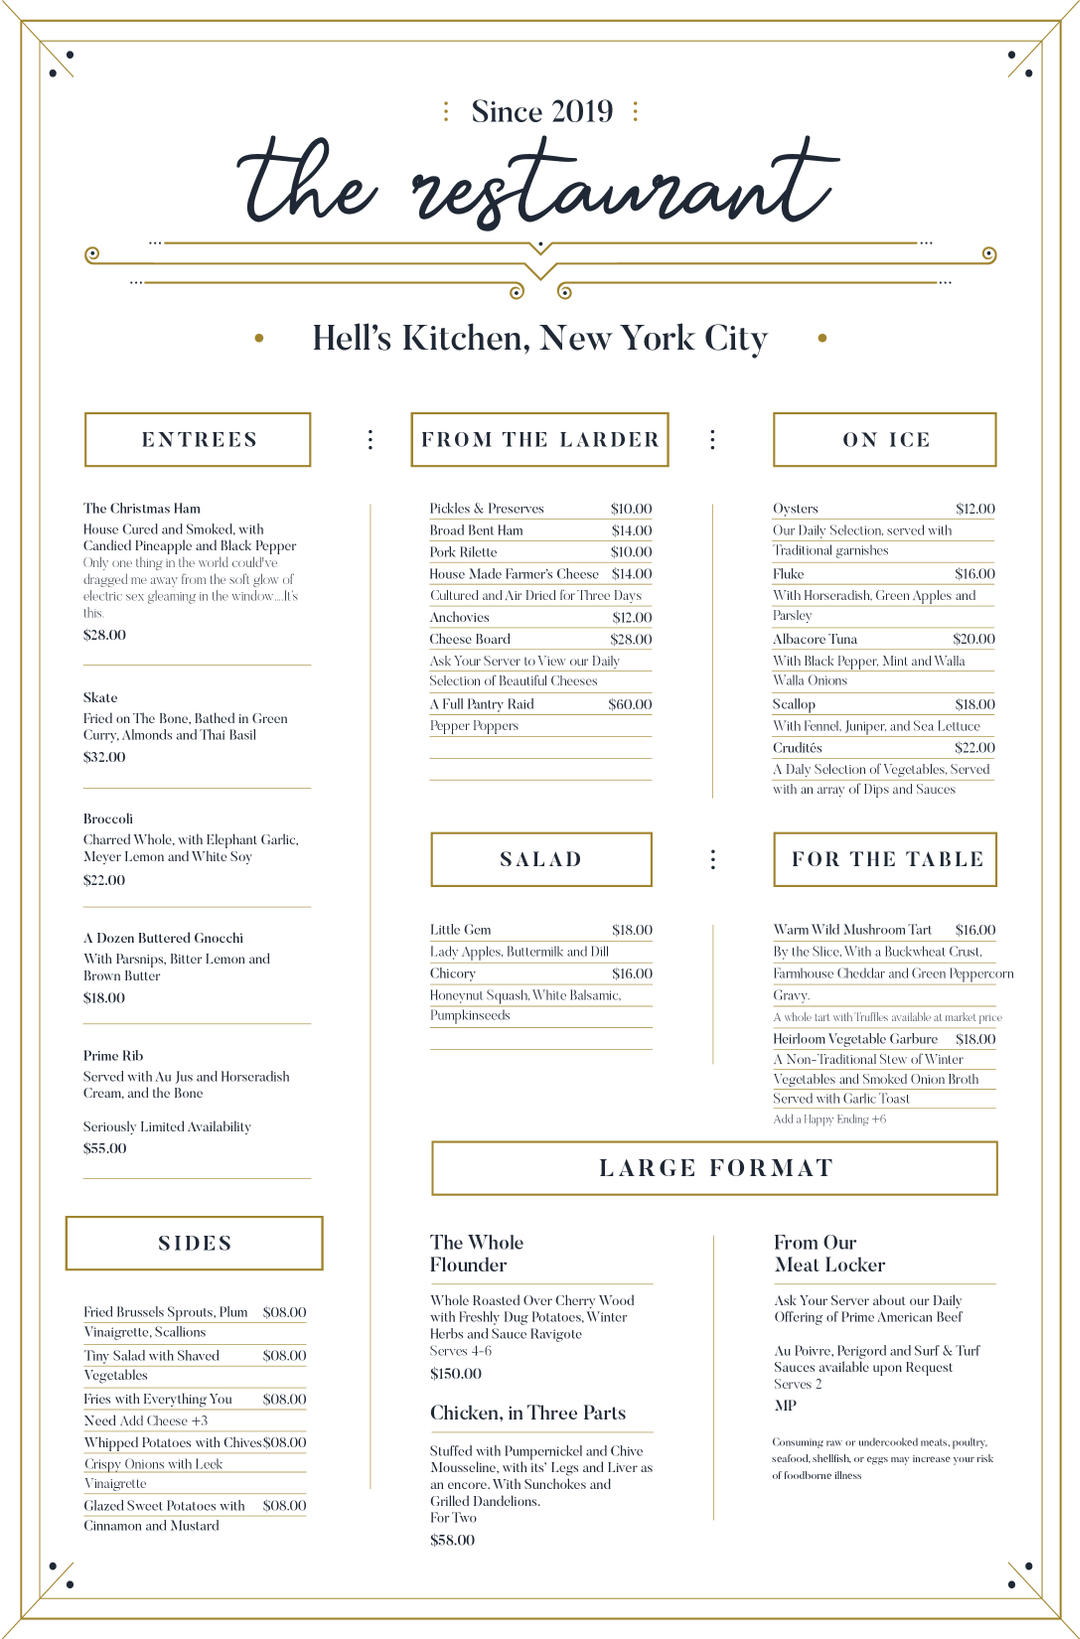 Since 2019
the restaurant
Hell's Kitchen, New York City
ENTREES
The Christmas Ham
House Cured and Smoked, with
Candied Pineapple and Black Pepper
Only one thing in the world could've
dragged me away from the soft glow of
electric sex gleaming in the window....It's
this.
$28.00
Skate
Fried on The Bone, Bathed in Green
Curry, Almonds and Thai Basil
$32.00
Broccoli
Charred Whole, with Elephant Garlic,
Meyer Lemon and White Soy
$22.00
A Dozen Buttered Gnocchi
With Parsnips, Bitter Lemon and
Brown Butter
$18.00
Prime Rib
Served with Au Jus and Horseradish
Cream, and the Bone
Seriously Limited Availability
$55.00
SIDES
Fried Brussels Sprouts, Plum $08.00
Vinaigrette, Scallions
Tiny Salad with Shaved $08.00
Vegetables
Fries with Everything You $08.00
Need Add Cheese +3
Whipped Potatoes with Chives $08.00
Crispy Onions with Leek
Vinaigrette
Glazed Sweet Potatoes with $08.00
Cinnamon and Mustard
FROM THE LARDER
Pickles & Preserves $10.00
Broad Bent Ham $14.00
Pork Rilette $10.00
House Made Farmer's Cheese $14.00
Cultured and Air Dried for Three Days
Anchovies $12.00
Cheese Board $28.00
Ask Your Server to View our Daily
Selection of Beautiful Cheeses
A Full Pantry Raid $60.00
Pepper Poppers
ON ICE
Oysters $12.00
Our Daily Selection, served with
Traditional garnishes
Fluke $16.00
With Horseradish, Green Apples and
Parsley
Albacore Tuna $20.00
With Black Pepper, Mint and Walla
Walla Onions
Scallop $18.00
With Fennel, Juniper, and Sea Lettuce
Crudités $22.00
A Daly Selection of Vegetables, Served
with an array of Dips and Sauces
SALAD
Little Gem $18.00
Lady Apples, Buttermilk and Dill
Chicory $16.00
Honeynut Squash, White Balsamic,
Pumpkinseeds
FOR THE TABLE
Warm Wild Mushroom Tart $16.00
By the Slice, With a Buckwheat Crust,
Farmhouse Cheddar and Green Peppercorn
Gravy.
A whole tart with Truffles available at market price
Heirloom Vegetable Garbure $18.00
A Non-Traditional Stew of Winter
Vegetables and Smoked Onion Broth
Served with Garlic Toast
Add a Happy Ending +6
LARGE FORMAT
The Whole
Flounder
Whole Roasted Over Cherry Wood
with Freshly Dug Potatoes, Winter
Herbs and Sauce Ravigote
Serves 4-6
$150.00
Chicken, in Three Parts
Stuffed with Pumpernickel and Chive
Mousseline, with its' Legs and Liver as
an encore. With Sunchokes and
Grilled Dandelions.
For Two
$58.00
From Our
Meat Locker
Ask Your Server about our Daily
Offering of Prime American Beef
Au Poivre, Perigord and Surf & Turf
Sauces available upon Request
Serves 2
MP
Consuming raw or undercooked meats, poultry,
seafood, shellfish, or eggs may increase your risk
of foodborne illness